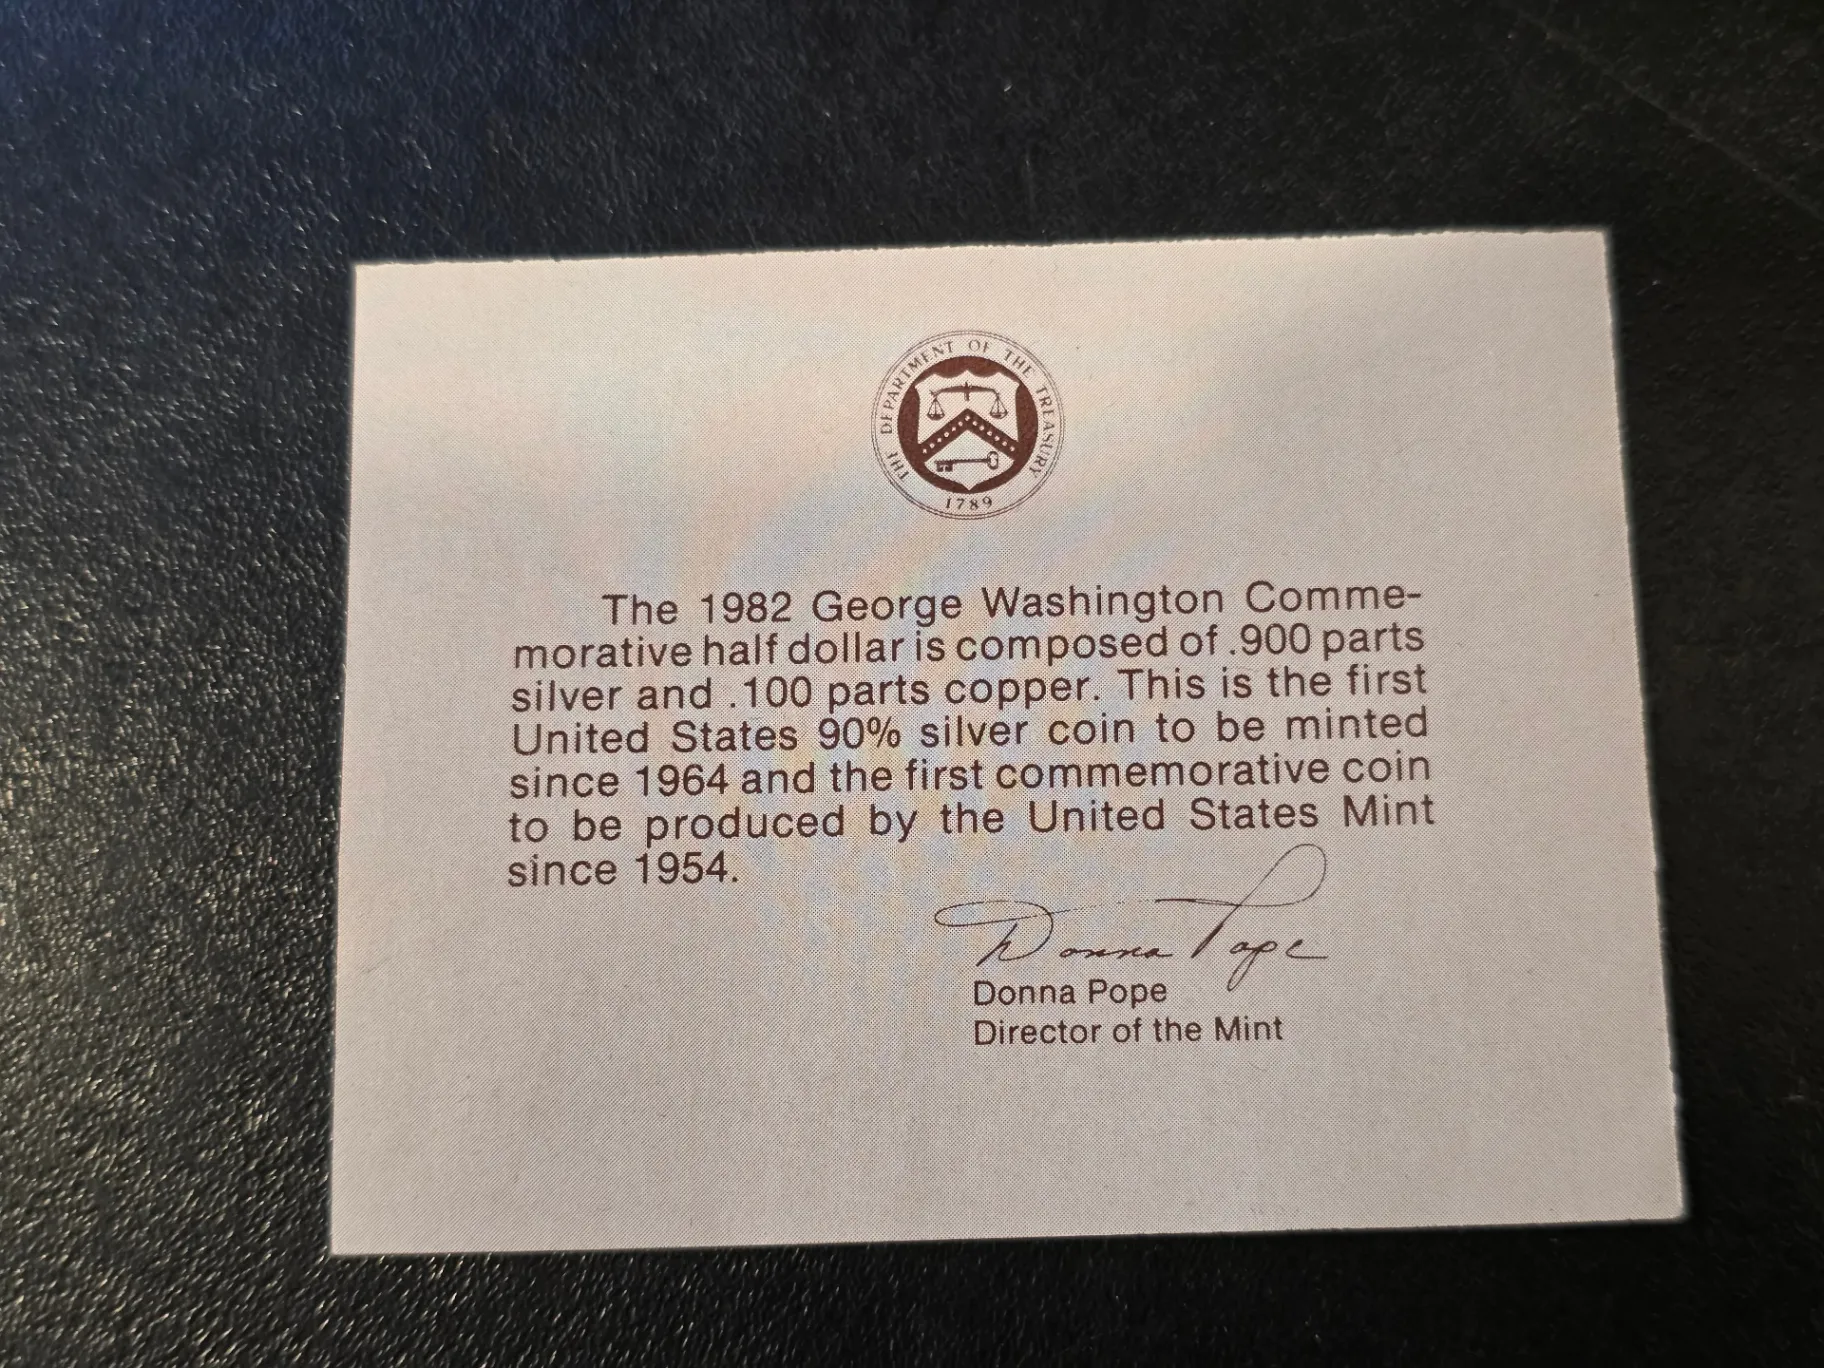 THE DEPARTMENT OF THE TREASURY
1789
The 1982 George Washington Comme-
morative half dollar is composed of .900 parts
silver and .100 parts copper. This is the first
United States 90% silver coin to be minted
since 1964 and the first commemorative coin
to be produced by the United States Mint
since 1954.
Donna Pope
Donna Pope
Director of the Mint